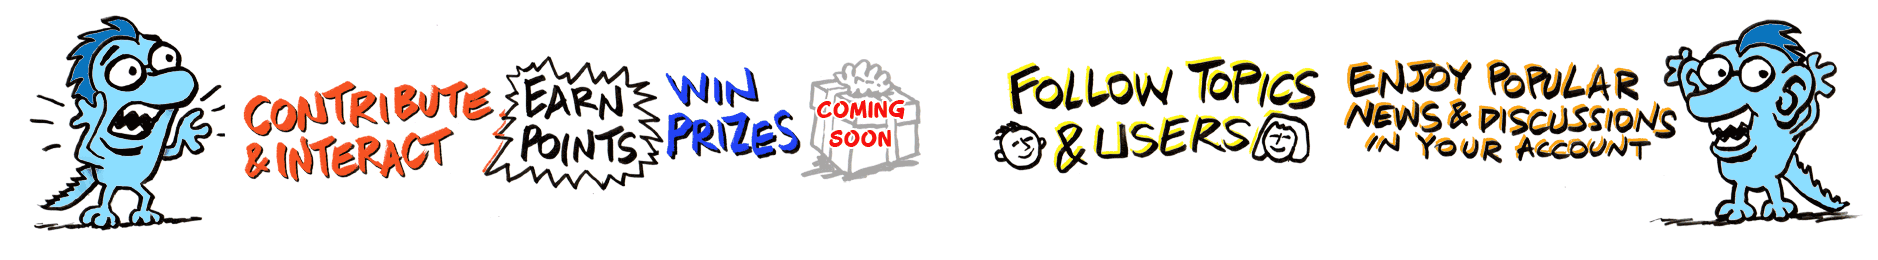 CONTRIBUTE
& INTERACT
EARN
POINTS
WIN
PRIZES
COMING
SOON
FOLLOW TOPICS
& USERS
ENJOY POPULAR
NEWS & DISCUSSIONS
IN YOUR ACCOUNT